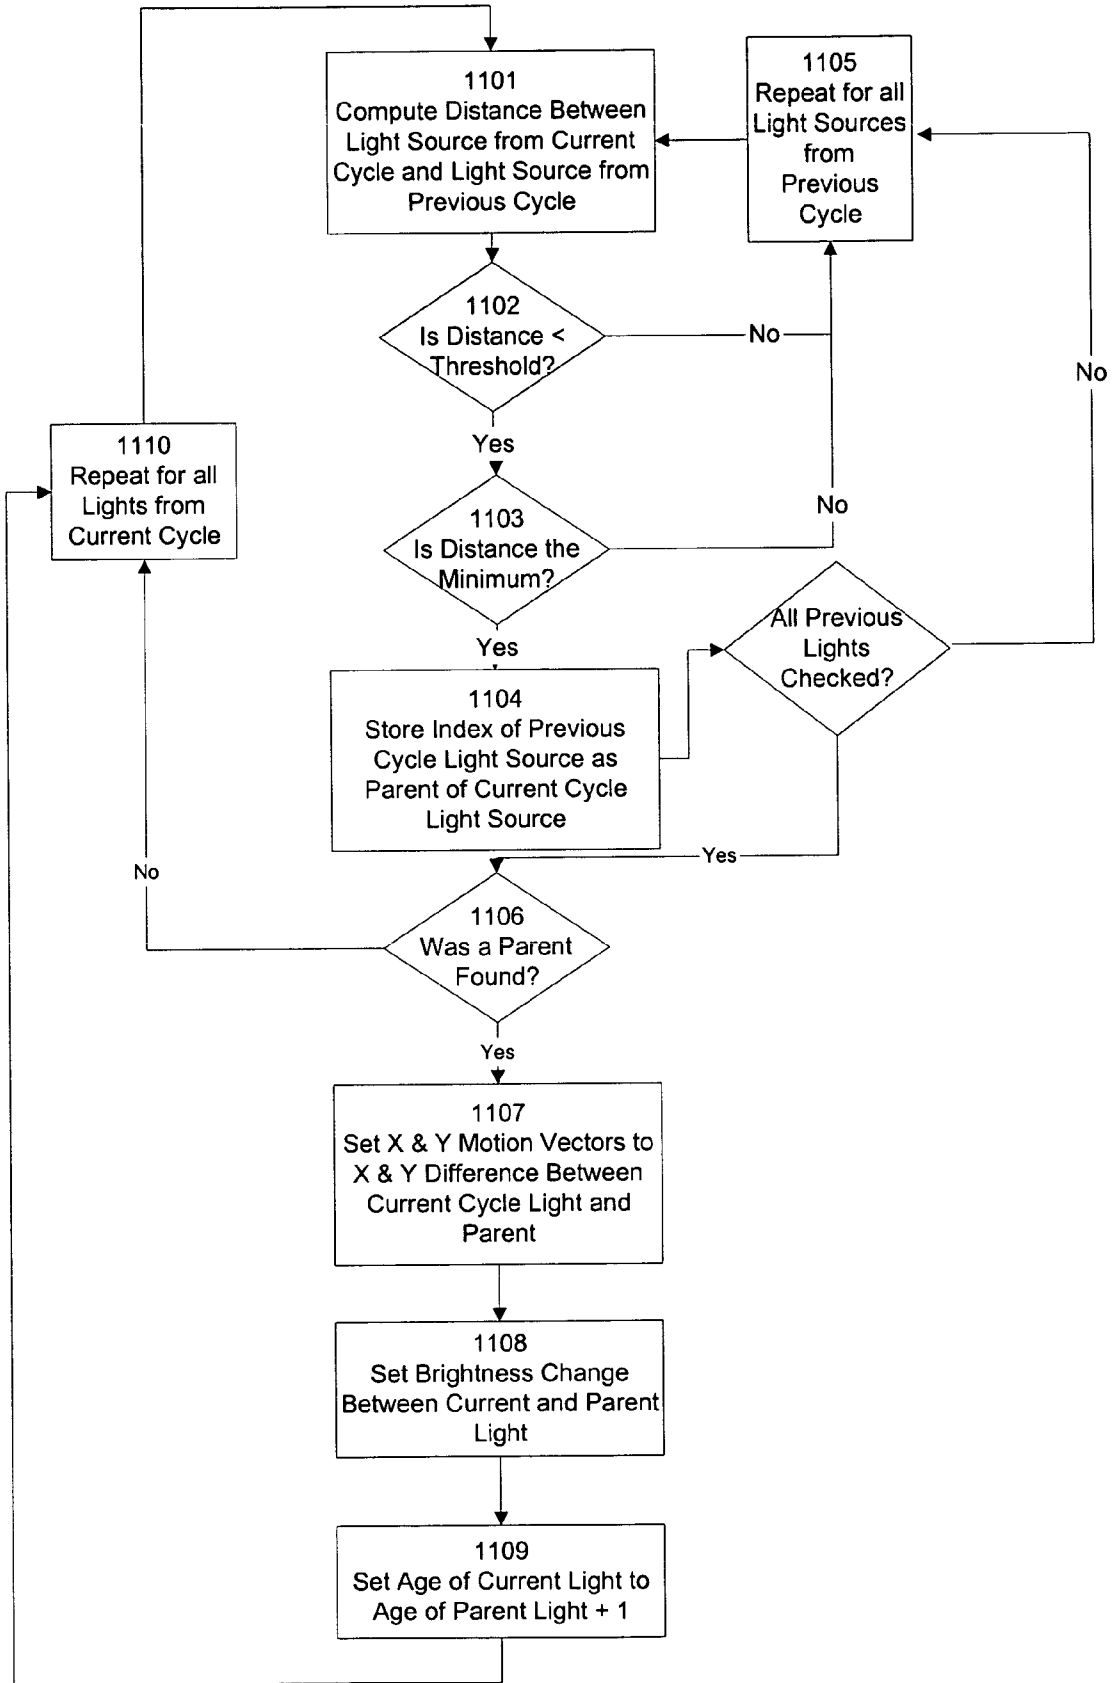 1101
Compute Distance Between
Light Source from Current
Cycle and Light Source from
Previous Cycle
1105
Repeat for all
Light Sources
from
Previous
Cycle
1102
Is Distance <
Threshold?
No
No
Yes
1110
Repeat for all
Lights from
Current Cycle
1103
Is Distance the
Minimum?
No
Yes
All Previous
Lights
Checked?
1104
Store Index of Previous
Cycle Light Source as
Parent of Current Cycle
Light Source
Yes
No
1106
Was a Parent
Found?
Yes
1107
Set X & Y Motion Vectors to
X & Y Difference Between
Current Cycle Light and
Parent
1108
Set Brightness Change
Between Current and Parent
Light
1109
Set Age of Current Light to
Age of Parent Light + 1